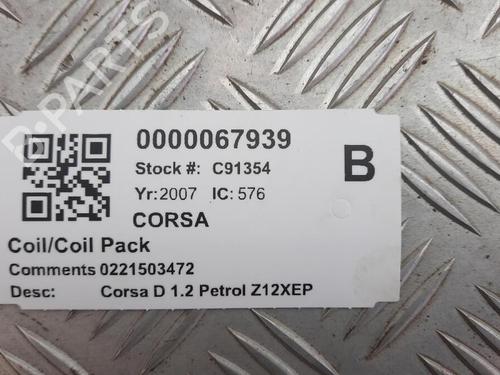 B-PARTS
0000067939
Stock #: C91354
B
Yr:2007 IC: 576
CORSA
Coil/Coil Pack
Comments 0221503472
Desc: Corsa D 1.2 Petrol Z12XEP